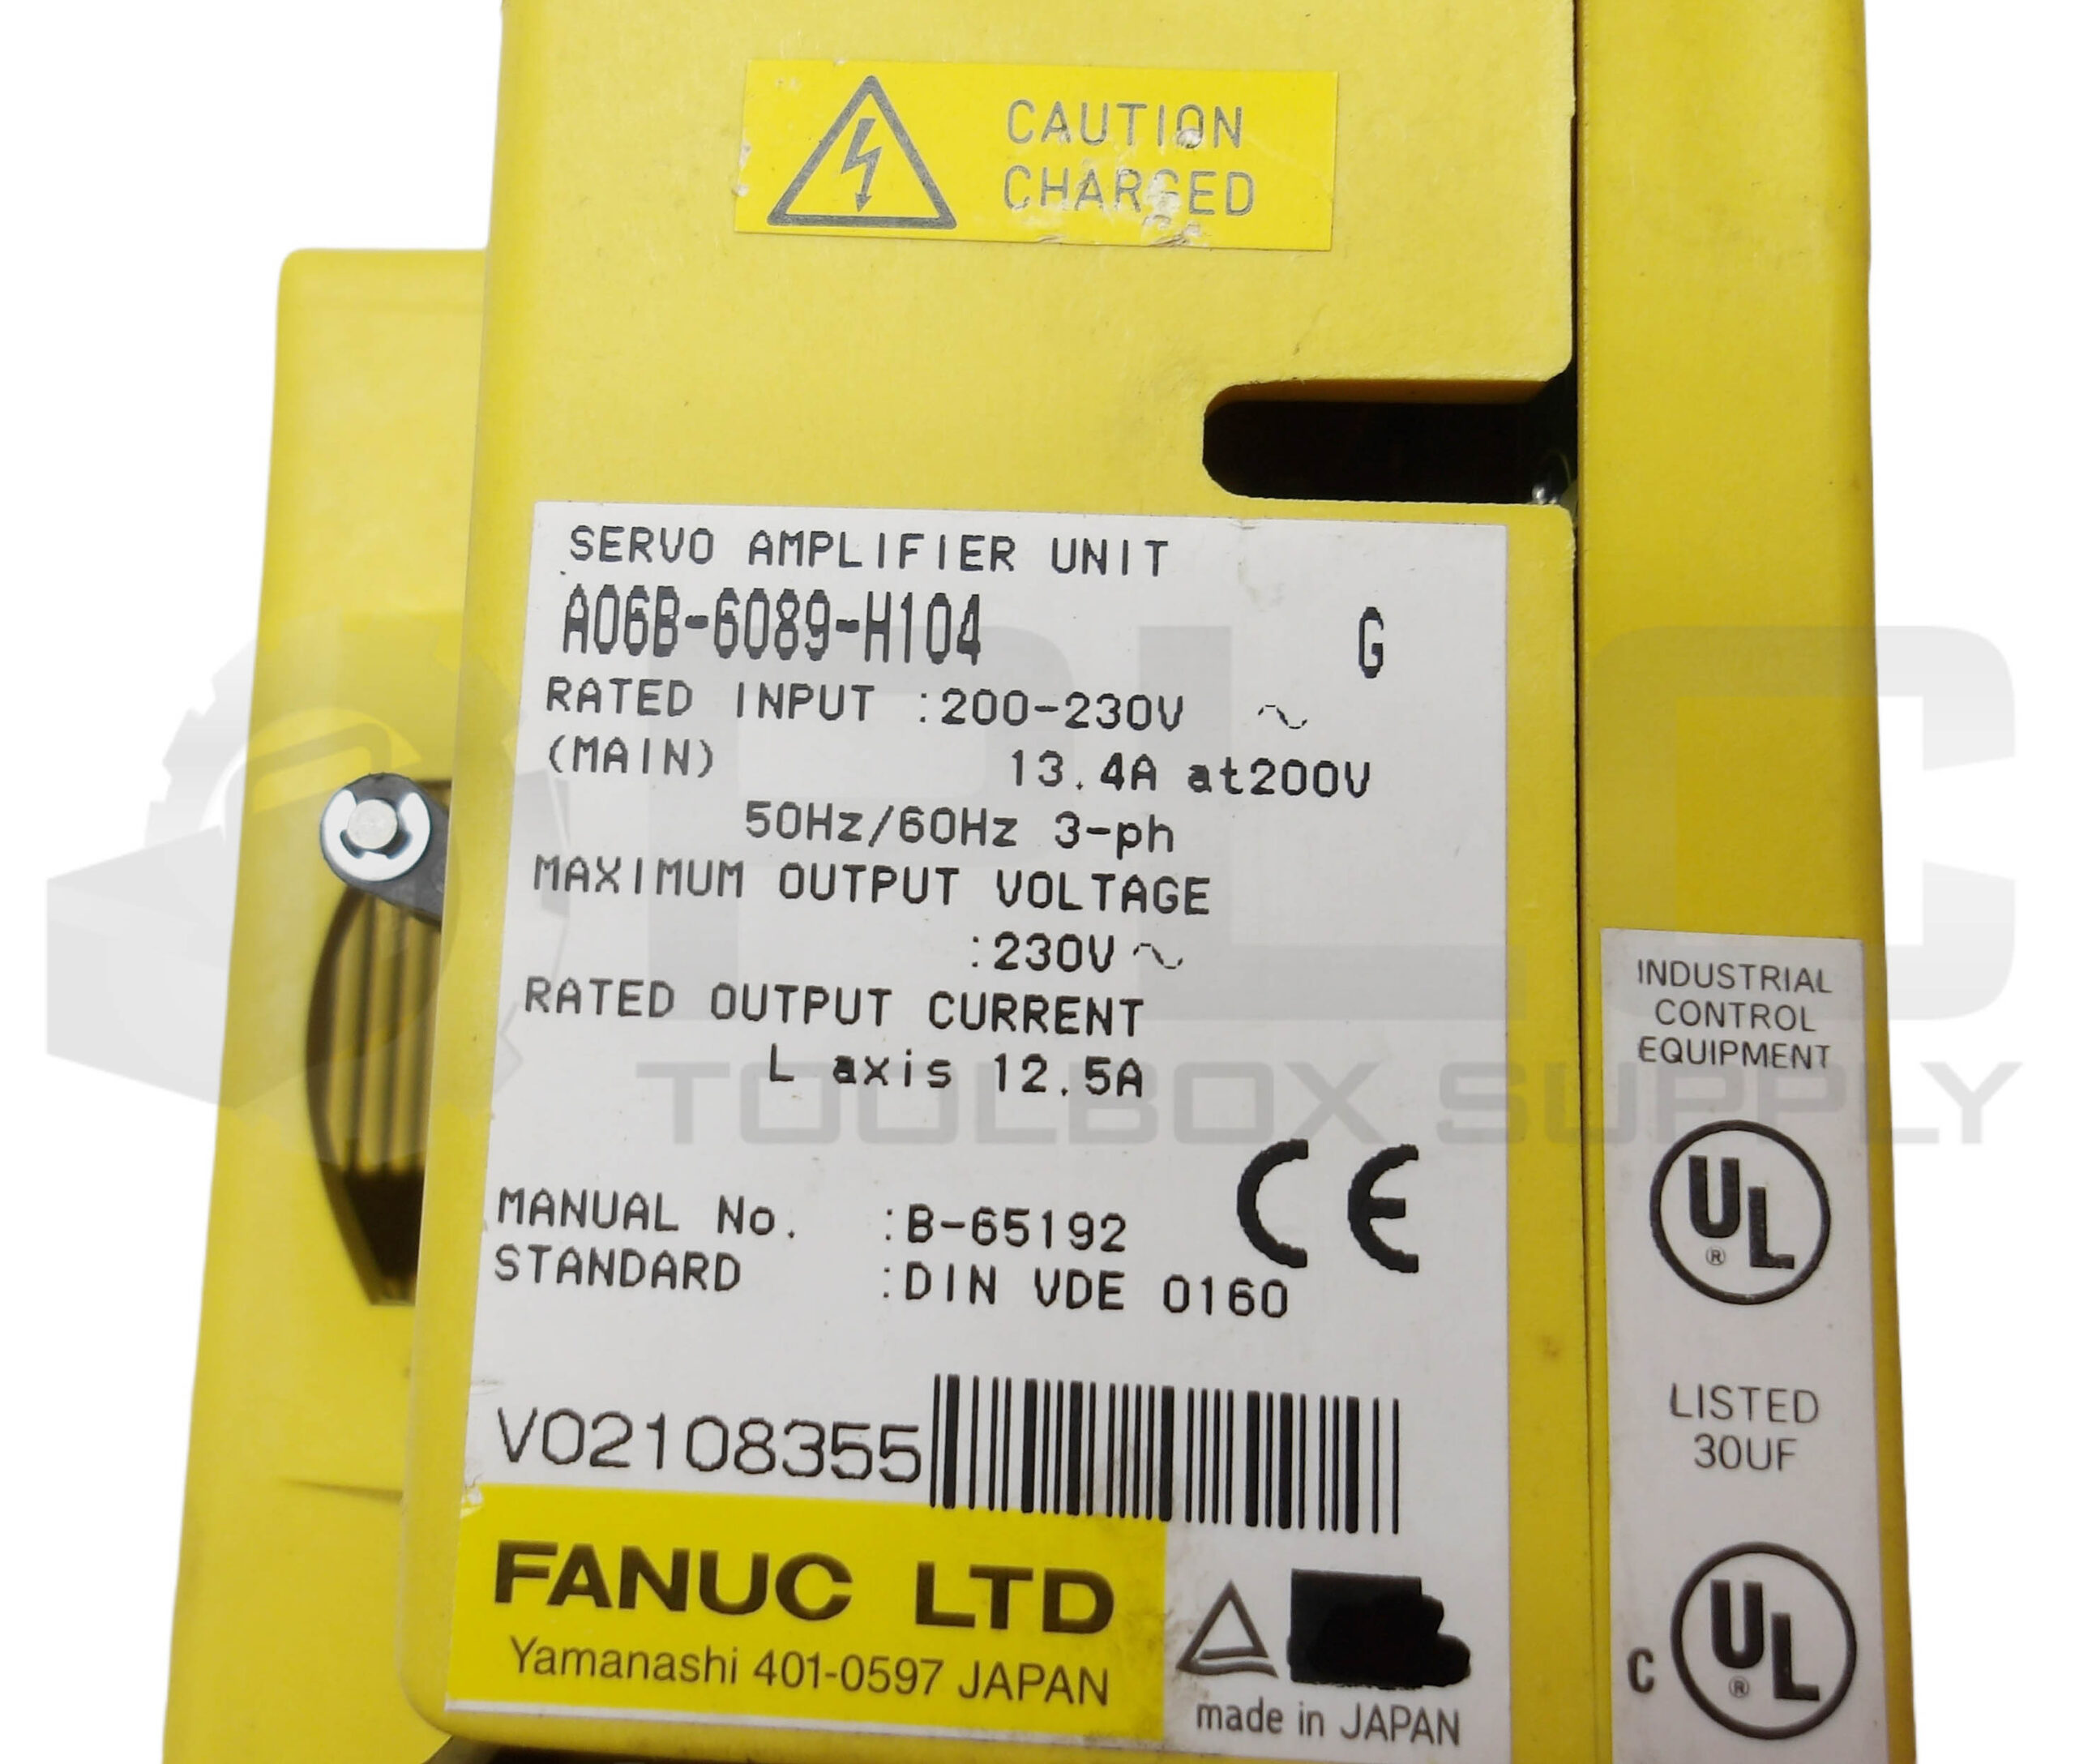 CAUTION
CHARGED
SERVO AMPLIFIER UNIT
A06B-6089-H104 G
RATED INPUT :200-230V ~
(MAIN) 13.4A at200V
50Hz/60Hz 3-ph
MAXIMUM OUTPUT VOLTAGE
:230V ~
RATED OUTPUT CURRENT
L axis 12.5A
CE
MANUAL No. :B-65192
STANDARD :DIN VDE 0160
V02108355
FANUC LTD
Yamanashi 401-0597 JAPAN
made in JAPAN
INDUSTRIAL
CONTROL
EQUIPMENT
UL
®
LISTED
30UF
C UL
®
PLC
TOOLBOX SUPPLY